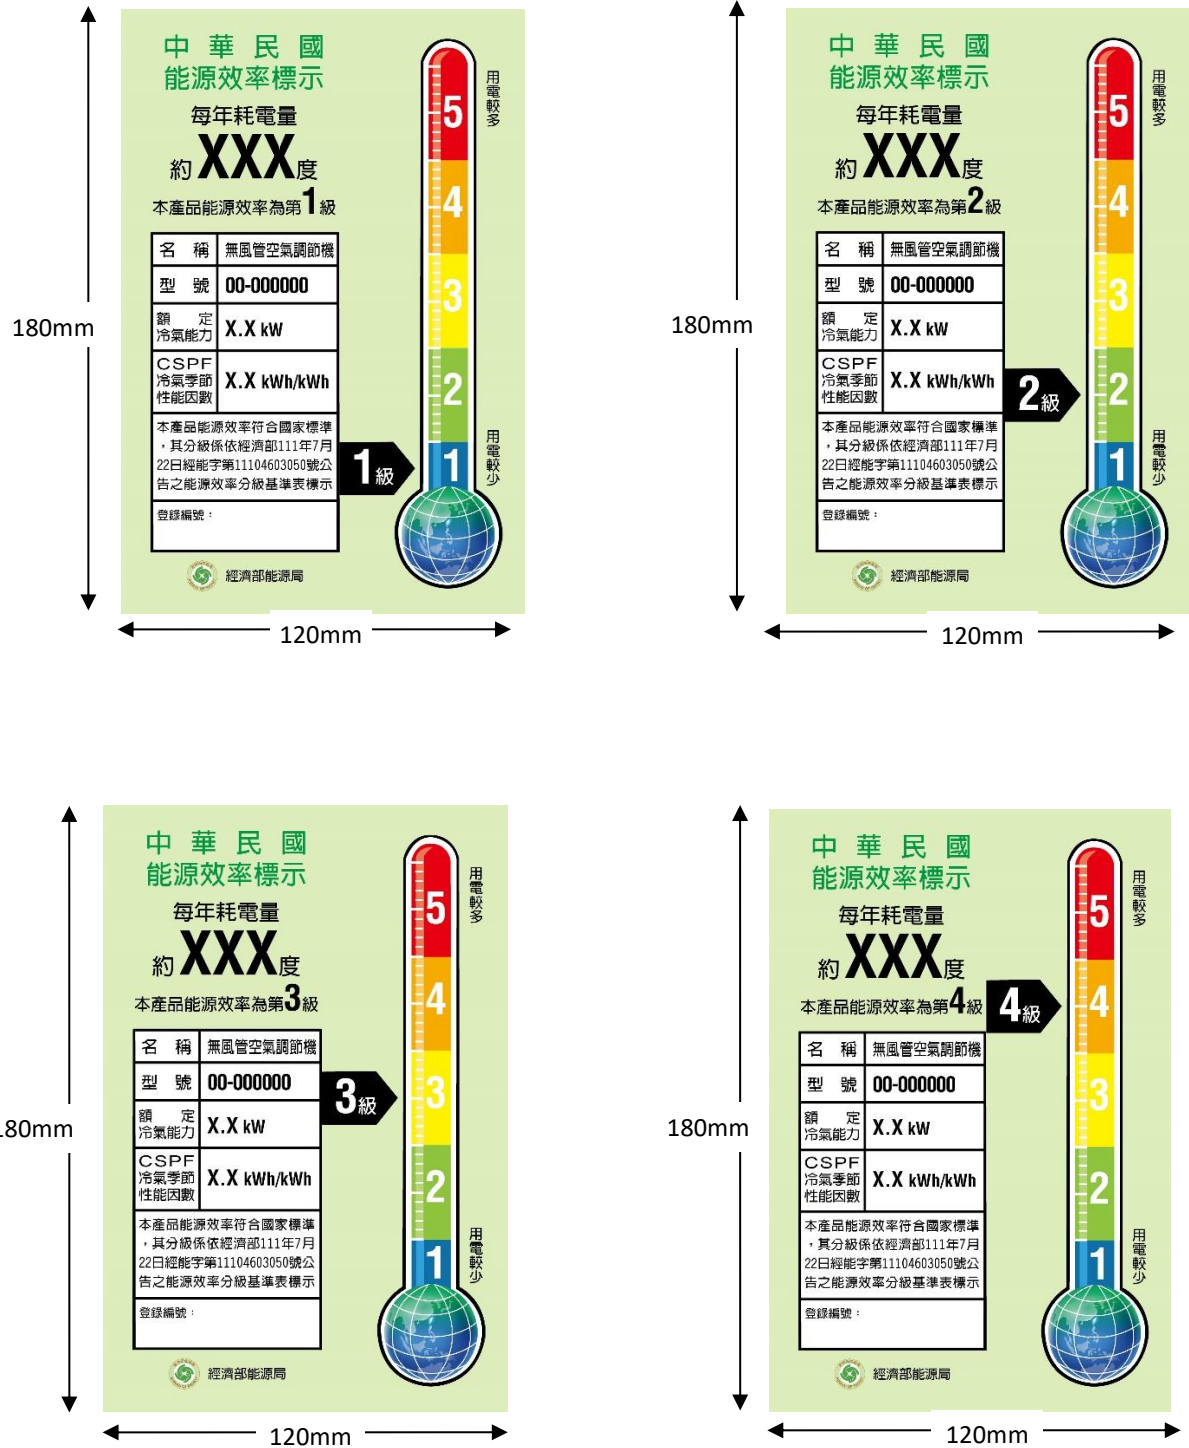 中華民國
能源效率標示
每年耗電量
約XXX度
本產品能源效率為第1級
名稱 無風管空氣調節機
型號 00-000000
額定
冷氣能力 X.X kW
CSPF
冷氣季節
性能因數 X.X kWh/kWh
本產品能源效率符合國家標準
，其分級係依經濟部111年7月
22日經能字第11104603050號公
告之能源效率分級基準表標示
登錄編號：
經濟部能源局
1級
用電較多
5
4
3
2
1
用電較少
180mm
120mm
中華民國
能源效率標示
每年耗電量
約XXX度
本產品能源效率為第2級
名稱 無風管空氣調節機
型號 00-000000
額定
冷氣能力 X.X kW
CSPF
冷氣季節
性能因數 X.X kWh/kWh
本產品能源效率符合國家標準
，其分級係依經濟部111年7月
22日經能字第11104603050號公
告之能源效率分級基準表標示
登錄編號：
經濟部能源局
2級
用電較多
5
4
3
2
1
用電較少
180mm
120mm
中華民國
能源效率標示
每年耗電量
約XXX度
本產品能源效率為第3級
名稱 無風管空氣調節機
型號 00-000000
額定
冷氣能力 X.X kW
CSPF
冷氣季節
性能因數 X.X kWh/kWh
本產品能源效率符合國家標準
，其分級係依經濟部111年7月
22日經能字第11104603050號公
告之能源效率分級基準表標示
登錄編號：
經濟部能源局
3級
用電較多
5
4
3
2
1
用電較少
180mm
120mm
中華民國
能源效率標示
每年耗電量
約XXX度
本產品能源效率為第4級
名稱 無風管空氣調節機
型號 00-000000
額定
冷氣能力 X.X kW
CSPF
冷氣季節
性能因數 X.X kWh/kWh
本產品能源效率符合國家標準
，其分級係依經濟部111年7月
22日經能字第11104603050號公
告之能源效率分級基準表標示
登錄編號：
經濟部能源局
4級
用電較多
5
4
3
2
1
用電較少
180mm
120mm